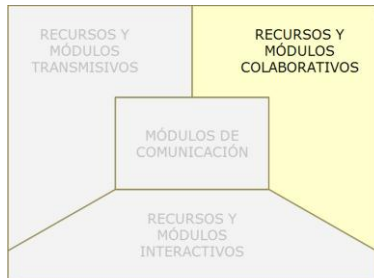 RECURSOS Y
MÓDULOS
TRANSMISIVOS
RECURSOS Y
MÓDULOS
COLABORATIVOS
MÓDULOS DE
COMUNICACIÓN
RECURSOS Y
MÓDULOS
INTERACTIVOS